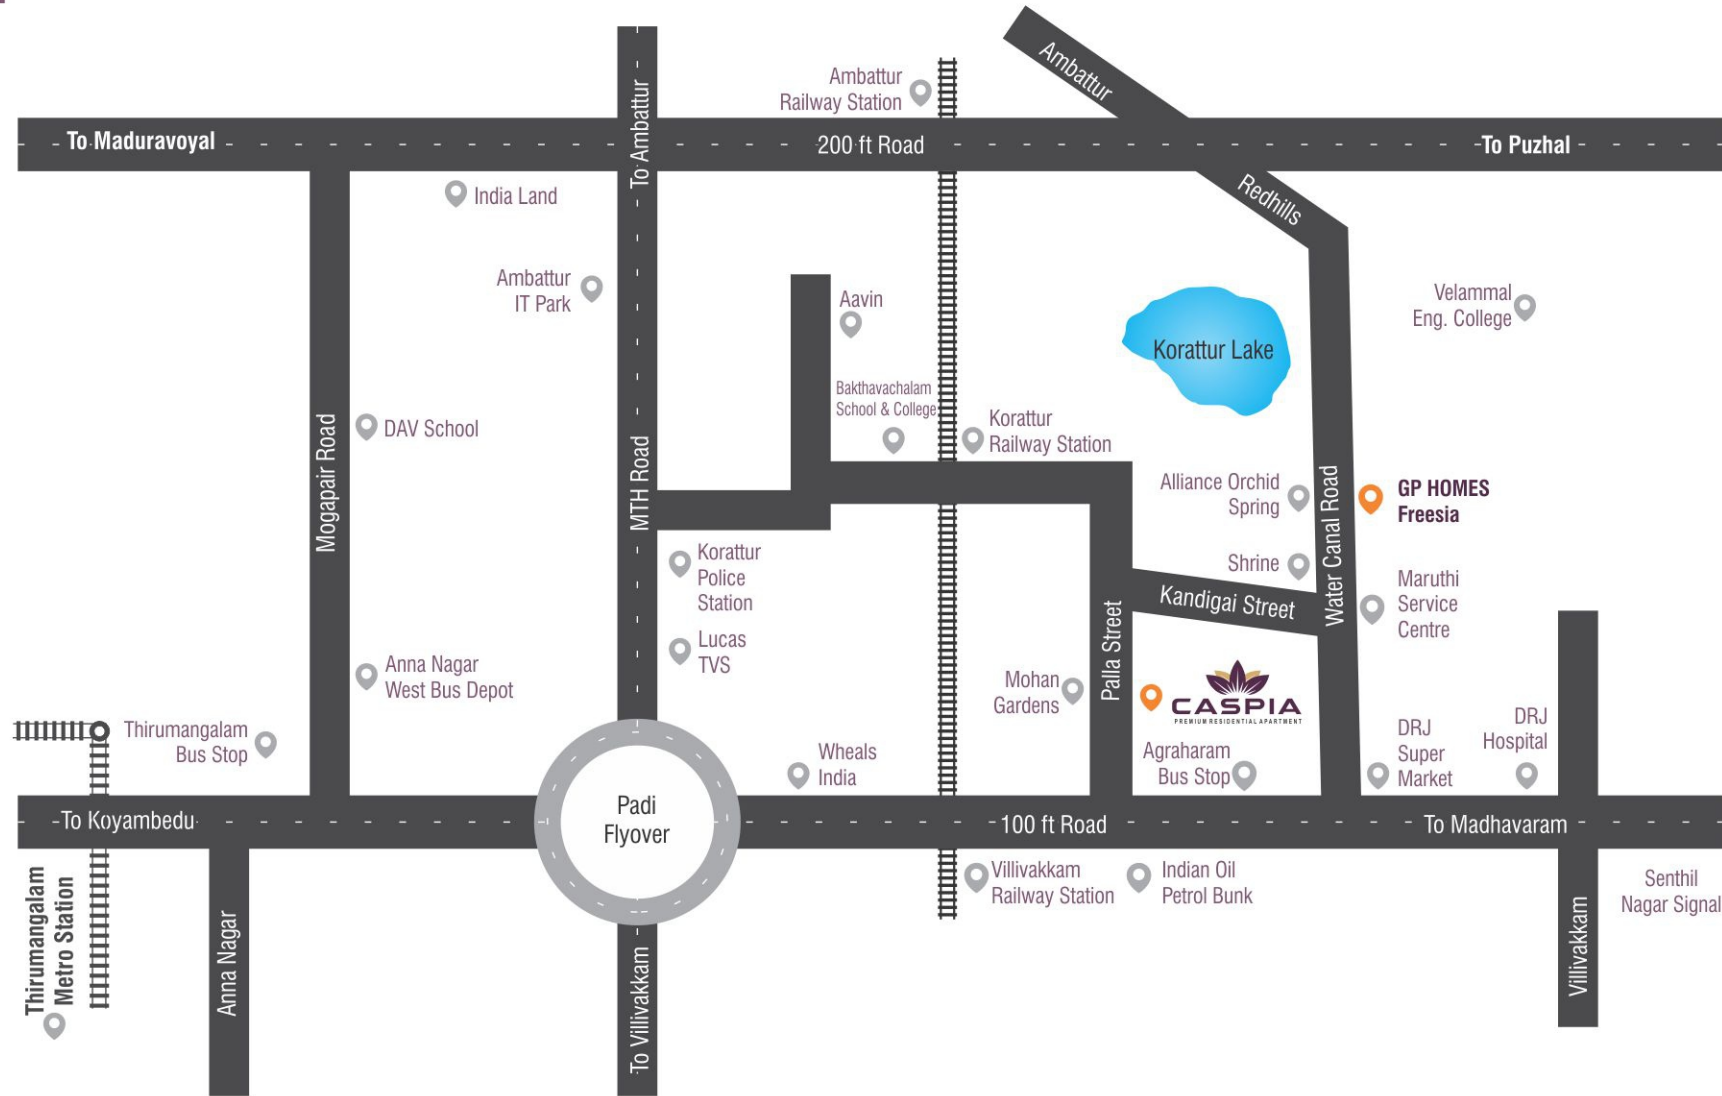 Ambattur
Ambattur
Railway Station
To Ambattur
To Maduravoyal
200 ft Road
To Puzhal
Redhills
India Land
Ambattur
IT Park
Aavin
Velammal
Eng. College
Korattur Lake
Bakthavachalam
School & College
Korattur
Railway Station
DAV School
Mogapair Road
MTH Road
Alliance Orchid
Spring
Water Canal Road
GP HOMES
Freesia
Korattur
Police
Station
Shrine
Kandigai Street
Maruthi
Service
Centre
Lucas
TVS
Palla Street
Anna Nagar
West Bus Depot
Mohan
Gardens
CASPIA
PREMIUM RESIDENTIAL APARTMENT
Thirumangalam
Bus Stop
Wheals
India
Agraharam
Bus Stop
DRJ
Super
Market
DRJ
Hospital
To Koyambedu
Padi
Flyover
100 ft Road
To Madhavaram
Thirumangalam
Metro Station
Anna Nagar
To Villivakkam
Villivakkam
Railway Station
Indian Oil
Petrol Bunk
Villivakkam
Senthil
Nagar Signal